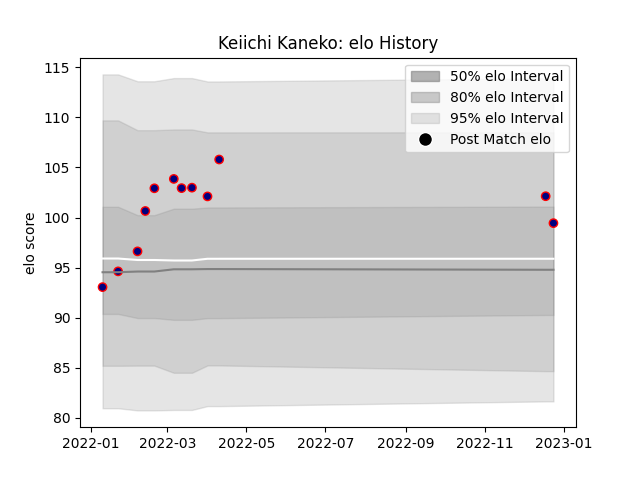 Keiichi Kaneko: elo History
115
110
105
100
95
90
85
80
elo score
50% elo Interval
80% elo Interval
95% elo Interval
Post Match elo
2022-01
2022-03
2022-05
2022-07
2022-09
2022-11
2023-01